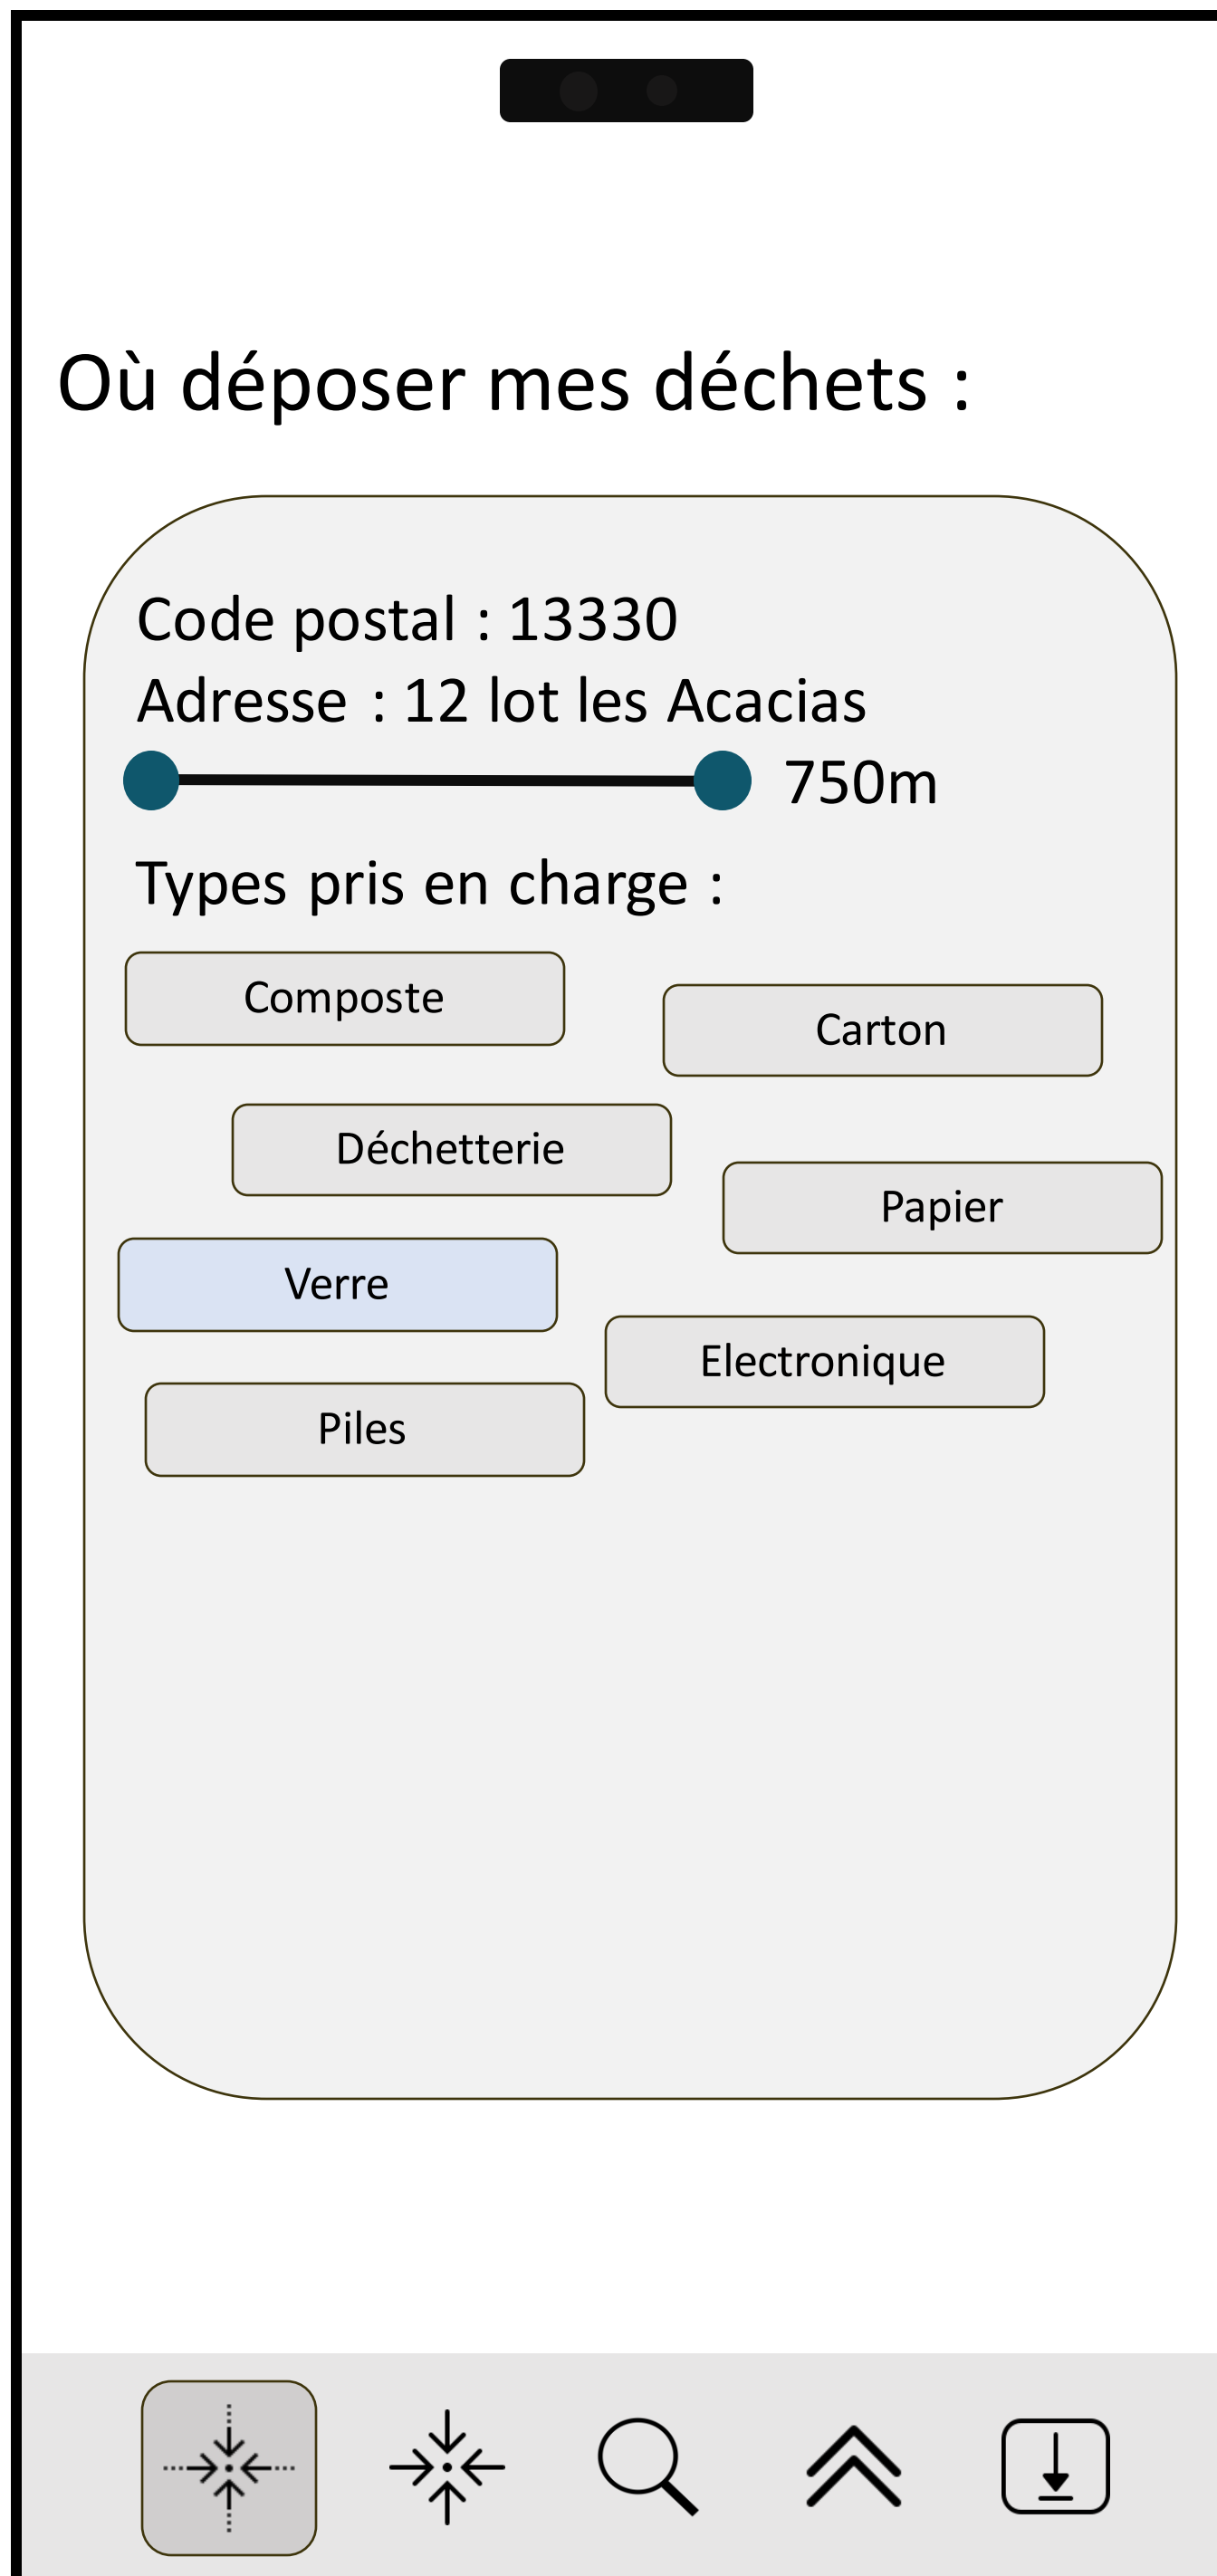 Où déposer mes déchets :
Code postal : 13330
Adresse : 12 lot les Acacias
750m
Types pris en charge :
Composte
Carton
Déchetterie
Papier
Verre
Electronique
Piles